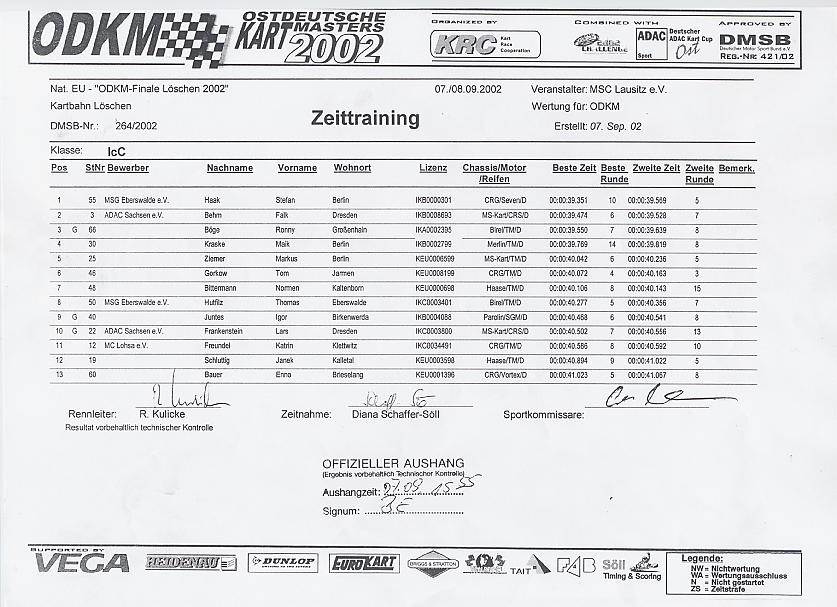 ODKM OSTDEUTSCHE KART MASTERS 2002
ORGANIZED BY
KRC Kart Race Cooperation
COMBINED WITH
ADAC Sport Deutscher ADAC Kart Cup Ost
APPROVED BY
DMSB
Deutscher Motor Sport Bund e.V.
REG.-NR: 421/02
Nat. EU - "ODKM-Finale Löschen 2002" 07./08.09.2002 Veranstalter: MSC Lausitz e.V.
Kartbahn Löschen Zeittraining Wertung für: ODKM
DMSB-Nr.: 264/2002 Erstellt: 07. Sep. 02
Klasse: IcC
Pos StNr Bewerber Nachname Vorname Wohnort Lizenz Chassis/Motor /Reifen Beste Zeit Beste Runde Zweite Zeit Zweite Runde Bemerk.
1 55 MSG Eberswalde e.V. Haak Stefan Berlin IKB0000301 CRG/Seven/D 00:00:39.351 10 00:00:39.569 5
2 3 ADAC Sachsen e.V. Behm Falk Dresden IKB0008693 MS-Kart/CRS/D 00:00:39.474 6 00:00:39.528 7
3 G 66 Böge Ronny Großenhain IKA0002395 Birel/TM/D 00:00:39.550 7 00:00:39.639 8
4 30 Kraske Maik Berlin IKB0002799 Merlin/TM/D 00:00:39.769 14 00:00:39.819 8
5 25 Ziemer Markus Berlin KEU0006599 MS-Kart/TM/D 00:00:40.042 6 00:00:40.236 5
6 46 Gorkow Tom Jarmen KEU0008199 CRG/TM/D 00:00:40.072 4 00:00:40.163 3
7 48 Bittermann Normen Kaltenborn KEU0000698 Haase/TM/D 00:00:40.106 8 00:00:40.143 15
8 50 MSG Eberswalde e.V. Hutfilz Thomas Eberswalde IKC0003401 Birel/TM/D 00:00:40.277 5 00:00:40.356 7
9 G 40 Juntes Igor Birkenwerda IKB0004088 Parolin/SGM/D 00:00:40.468 6 00:00:40.541 8
10 G 22 ADAC Sachsen e.V. Frankenstein Lars Dresden IKC0003800 MS-Kart/CRS/D 00:00:40.502 7 00:00:40.556 13
11 12 MC Lohsa e.V. Freundel Katrin Klettwitz IKC0034491 CRG/TM/D 00:00:40.586 8 00:00:40.592 10
12 19 Schluttig Janek Kalletal KEU0003598 Haase/TM/D 00:00:40.894 9 00:00:41.022 5
13 60 Bauer Enno Brieselang KEU0001396 CRG/Vortex/D 00:00:41.023 5 00:00:41.067 8
Rennleiter: R. Kulicke Zeitnahme: Diana Schaffer-Söll Sportkommissare:
Resultat vorbehaltlich technischer Kontrolle
OFFIZIELLER AUSHANG
(Ergebnis vorbehaltlich Technischer Kontrolle)
Aushangzeit: 07.09. 15 55
Signum:
SUPPORTED BY
VEGA HEIDENAU DUNLOP EUROKART BRIGGS & STRATTON TAIT Söll Timing & Scoring
Legende:
NW = Nichtwertung
WA = Wertungsausschluss
N = Nicht gestartet
ZS = Zeitstrafe